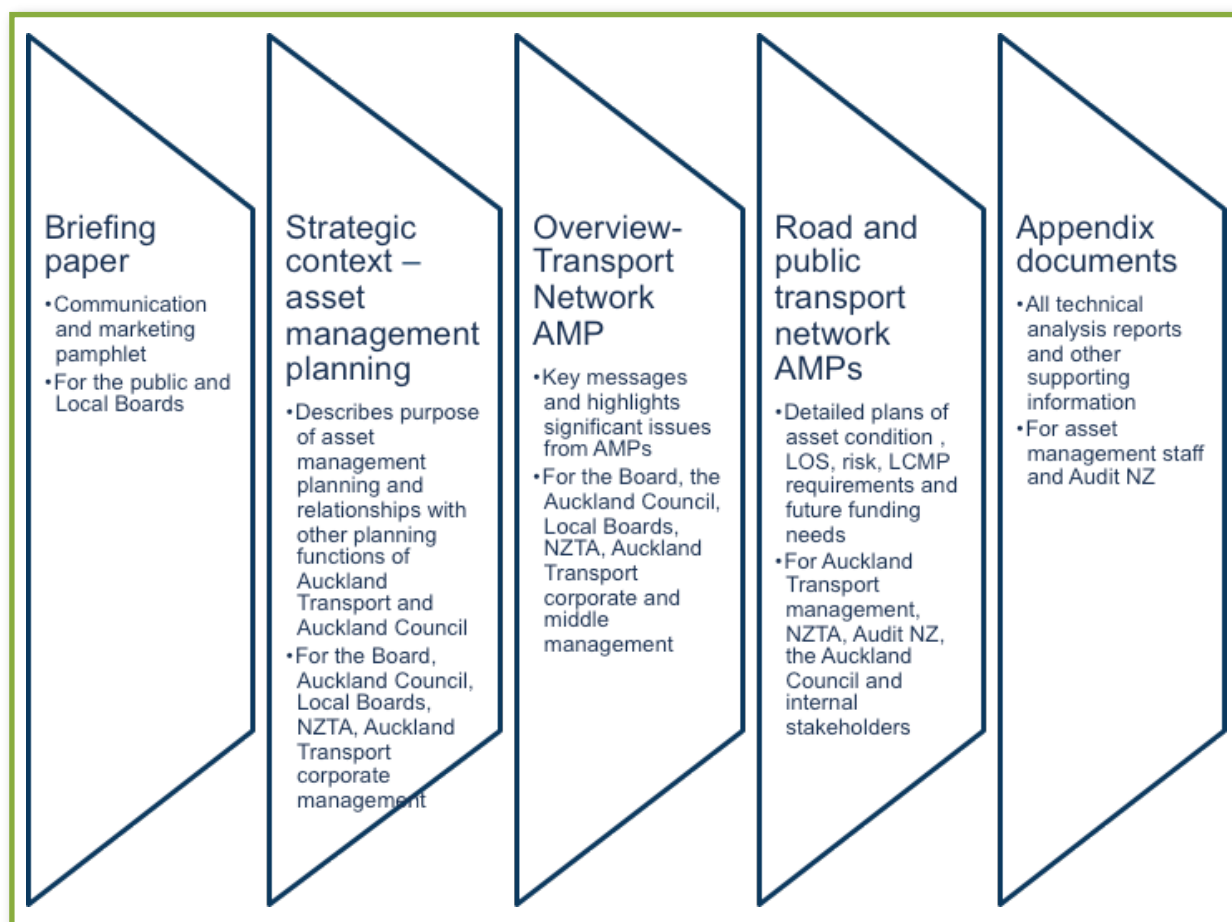 Briefing
paper
•Communication
and marketing
pamphlet
•For the public and
Local Boards
Strategic
context –
asset
management
planning
•Describes purpose
of asset
management
planning and
relationships with
other planning
functions of
Auckland
Transport and
Auckland Council
•For the Board,
Auckland Council,
Local Boards,
NZTA, Auckland
Transport
corporate
management
Overview-
Transport
Network
AMP
•Key messages
and highlights
significant issues
from AMPs
•For the Board, the
Auckland Council,
Local Boards,
NZTA, Auckland
Transport
corporate and
middle
management
Road and
public
transport
network
AMPs
•Detailed plans of
asset condition ,
LOS, risk, LCMP
requirements and
future funding
needs
•For Auckland
Transport
management,
NZTA, Audit NZ,
the Auckland
Council and
internal
stakeholders
Appendix
documents
•All technical
analysis reports
and other
supporting
information
•For asset
management staff
and Audit NZ